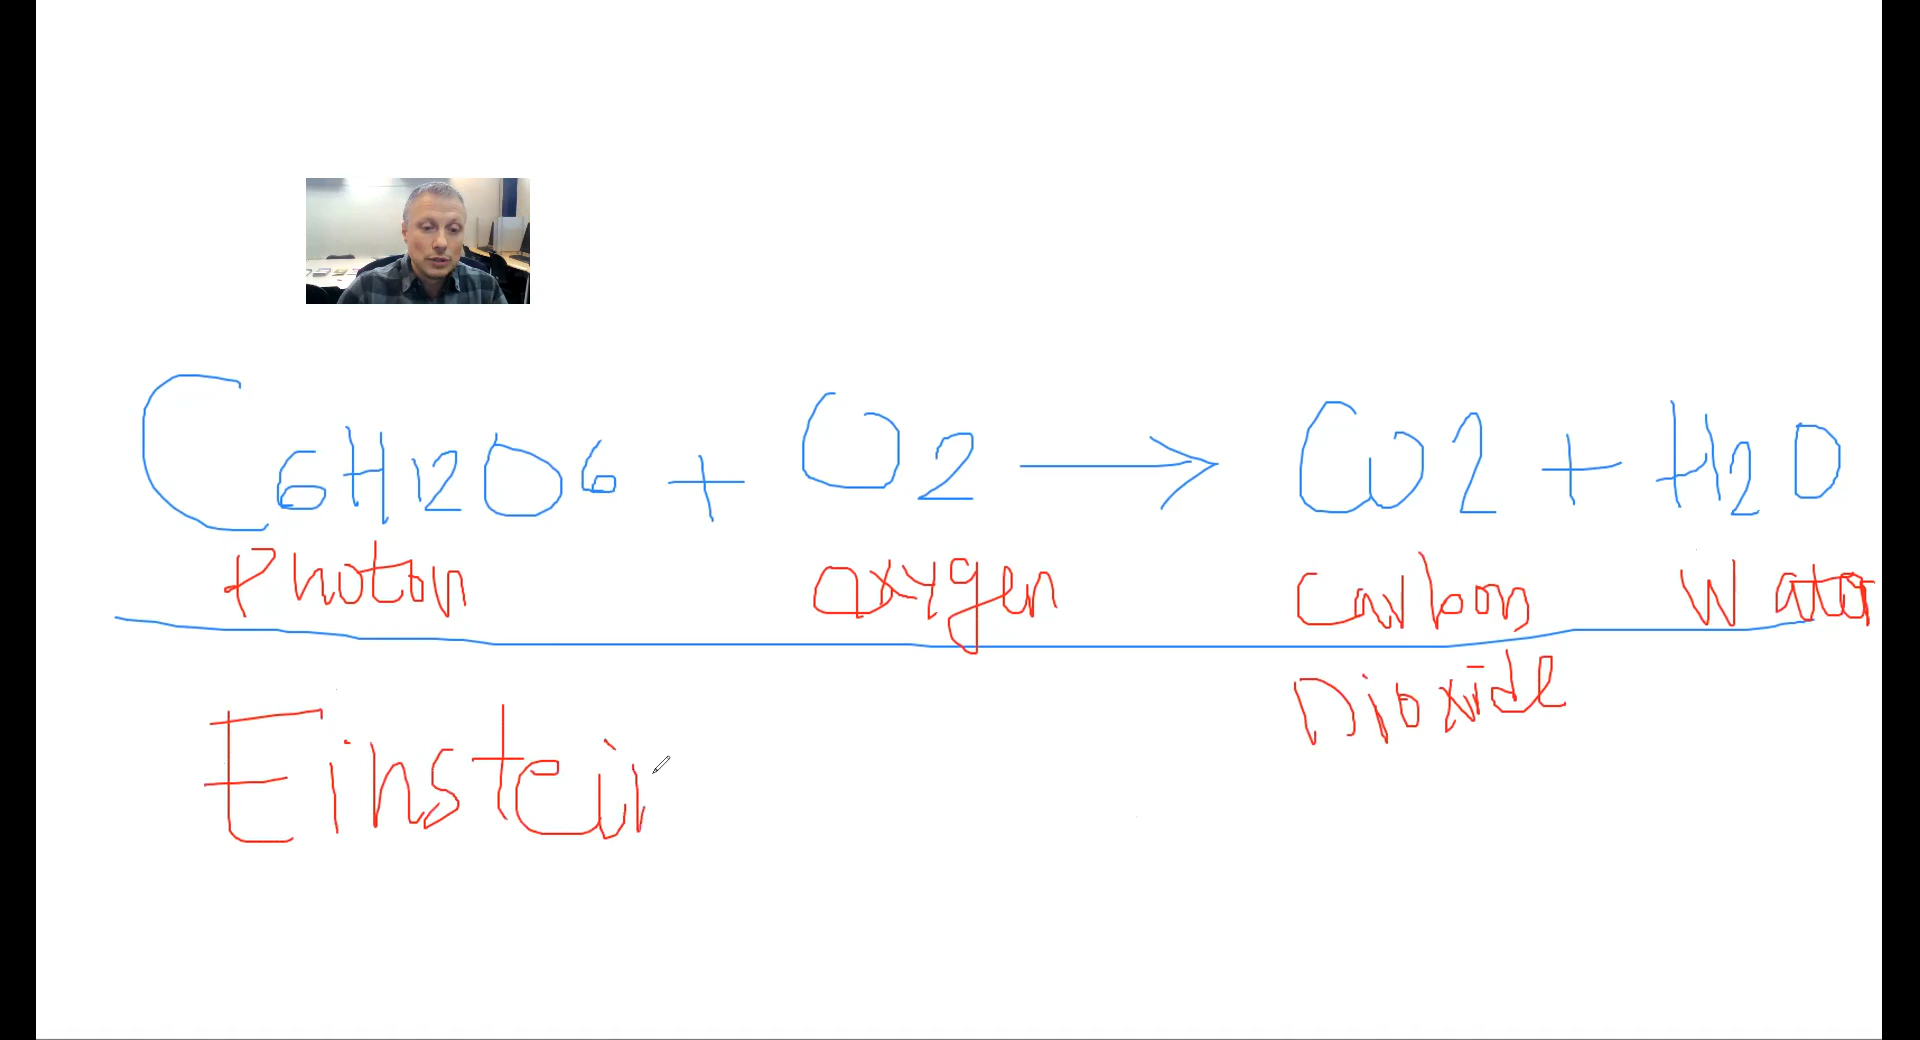 C6H12O6 + O2 → CO2 + H2O
Photon Oxygen Carbon Water
Dioxide
Einstein